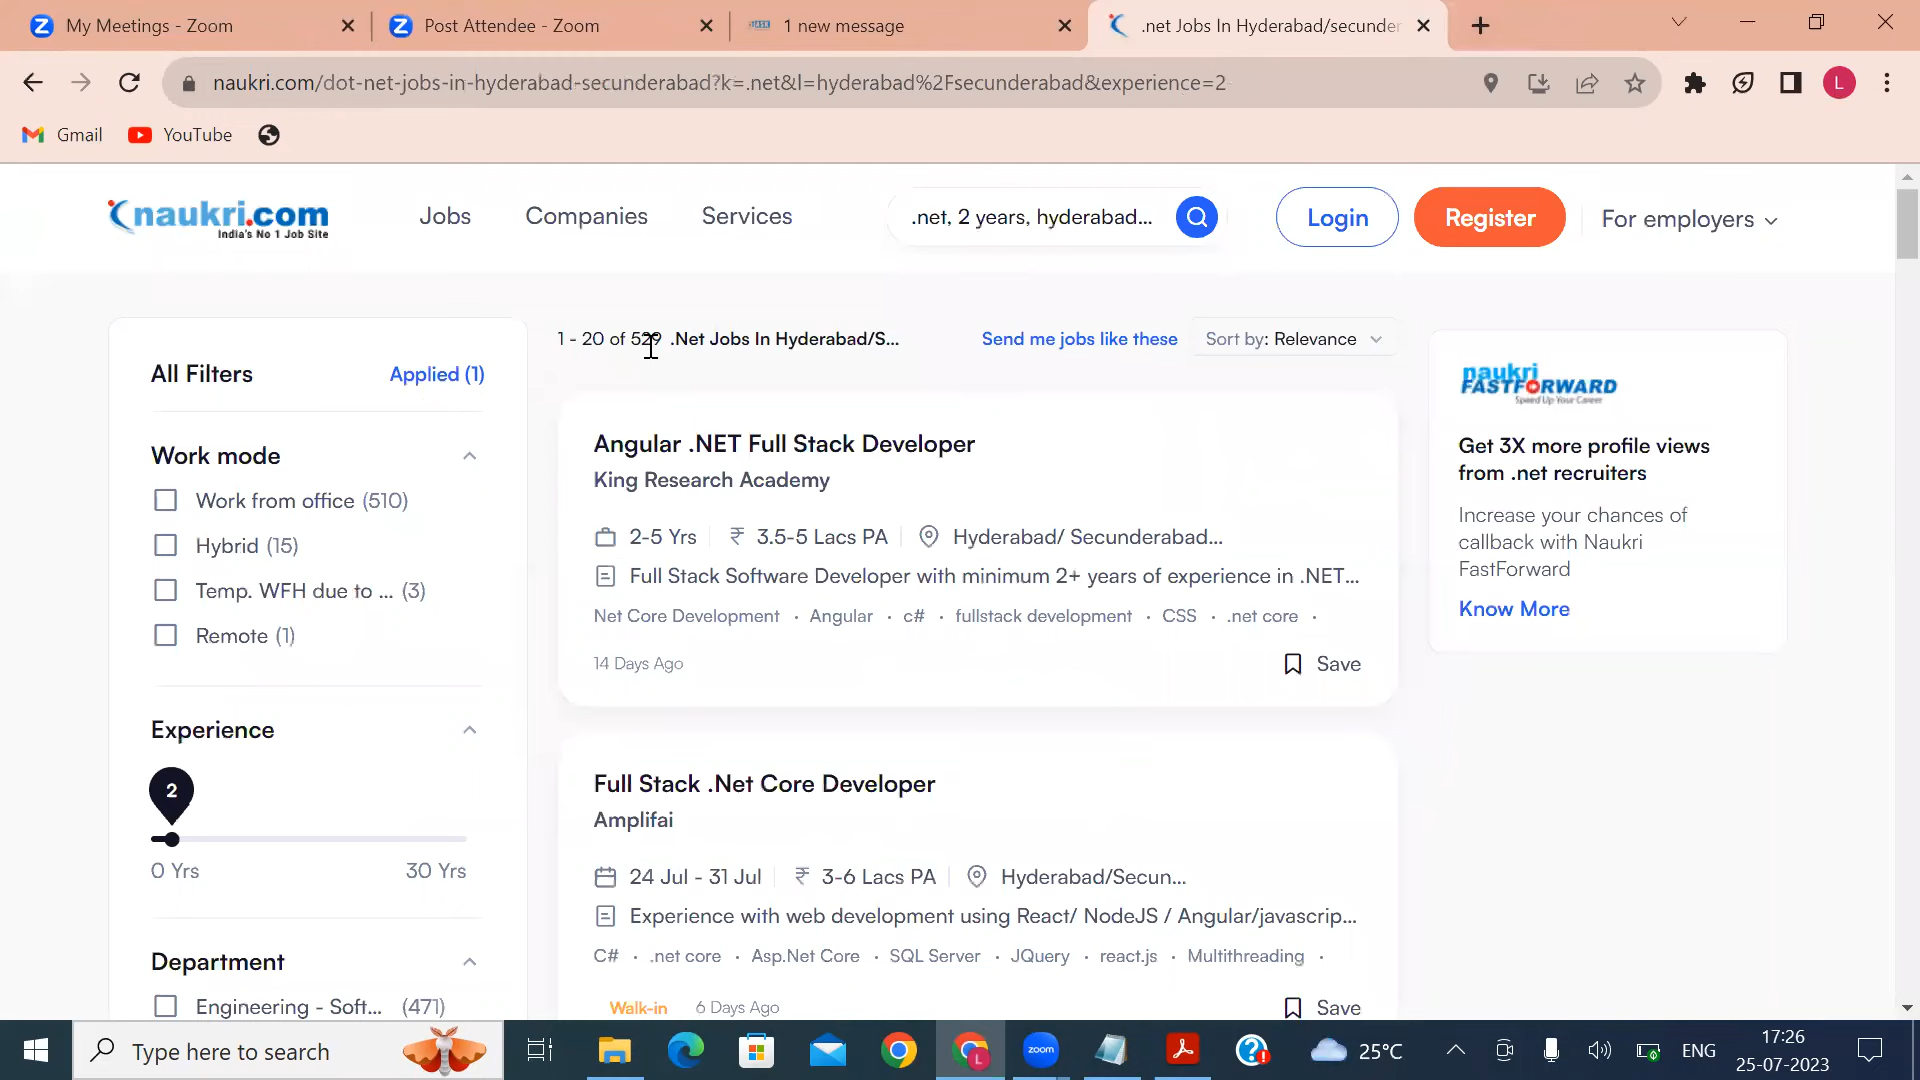 My Meetings - Zoom
Post Attendee - Zoom
1 new message
.net Jobs In Hyderabad/secunder
naukri.com/dot-net-jobs-in-hyderabad-secunderabad?k=.net&l=hyderabad%2Fsecunderabad&experience=2
L
Gmail
YouTube
naukri.com
India's No 1 Job Site
Jobs
Companies
Services
.net, 2 years, hyderabad...
Login
Register
For employers
All Filters
Applied (1)
Work mode
Work from office (510)
Hybrid (15)
Temp. WFH due to ... (3)
Remote (1)
Experience
2
0 Yrs
30 Yrs
Department
Engineering - Soft... (471)
1 - 20 of 529 .Net Jobs In Hyderabad/S...
Send me jobs like these
Sort by: Relevance
Angular .NET Full Stack Developer
King Research Academy
2-5 Yrs
₹ 3.5-5 Lacs PA
Hyderabad/ Secunderabad...
Full Stack Software Developer with minimum 2+ years of experience in .NET...
Net Core Development · Angular · c# · fullstack development · CSS · .net core ·
14 Days Ago
Save
Full Stack .Net Core Developer
Amplifai
24 Jul - 31 Jul
₹ 3-6 Lacs PA
Hyderabad/Secun...
Experience with web development using React/ NodeJS / Angular/javascrip...
C# · .net core · Asp.Net Core · SQL Server · JQuery · react.js · Multithreading ·
Walk-in
6 Days Ago
Save
naukri
FASTFORWARD
Speed Up Your Career
Get 3X more profile views
from .net recruiters
Increase your chances of
callback with Naukri
FastForward
Know More
Type here to search
zoom
L
25°C
ENG
17:26
25-07-2023